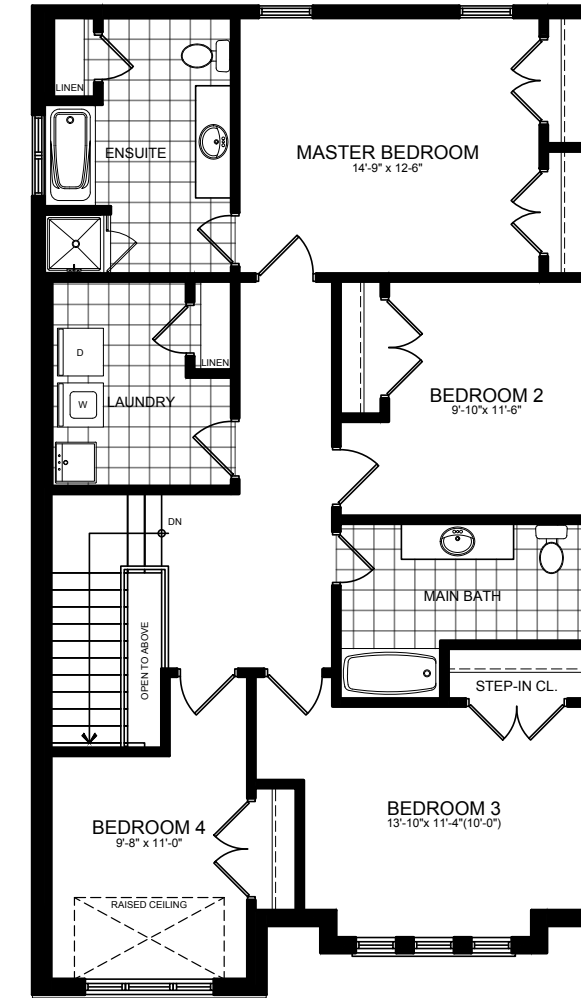 LINEN
ENSUITE
MASTER BEDROOM
14'-9" x 12-6"
D
LINEN
W
LAUNDRY
BEDROOM 2
9'-10"x 11'-6"
DN
MAIN BATH
OPEN TO ABOVE
STEP-IN CL.
BEDROOM 3
13'-10"x 11'-4"(10'-0")
BEDROOM 4
9'-8" x 11'-0"
RAISED CEILING